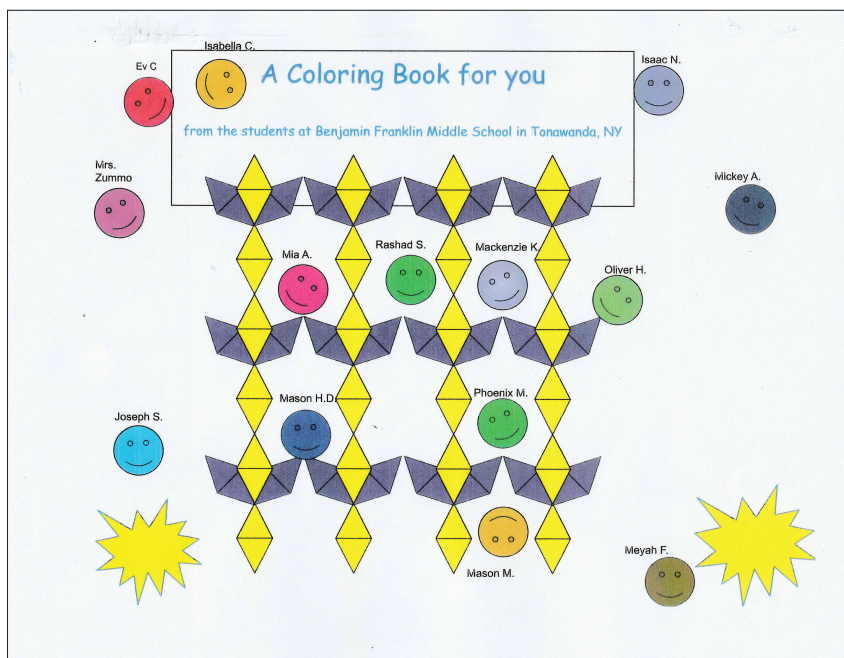 Isabella C.
Ev C
A Coloring Book for you
Isaac N.
from the students at Benjamin Franklin Middle School in Tonawanda, NY
Mrs.
Zummo
Mickey A.
Mia A.
Rashad S.
Mackenzie K.
Oliver H.
Mason H.D.
Phoenix M.
Joseph S.
Meyah F.
Mason M.